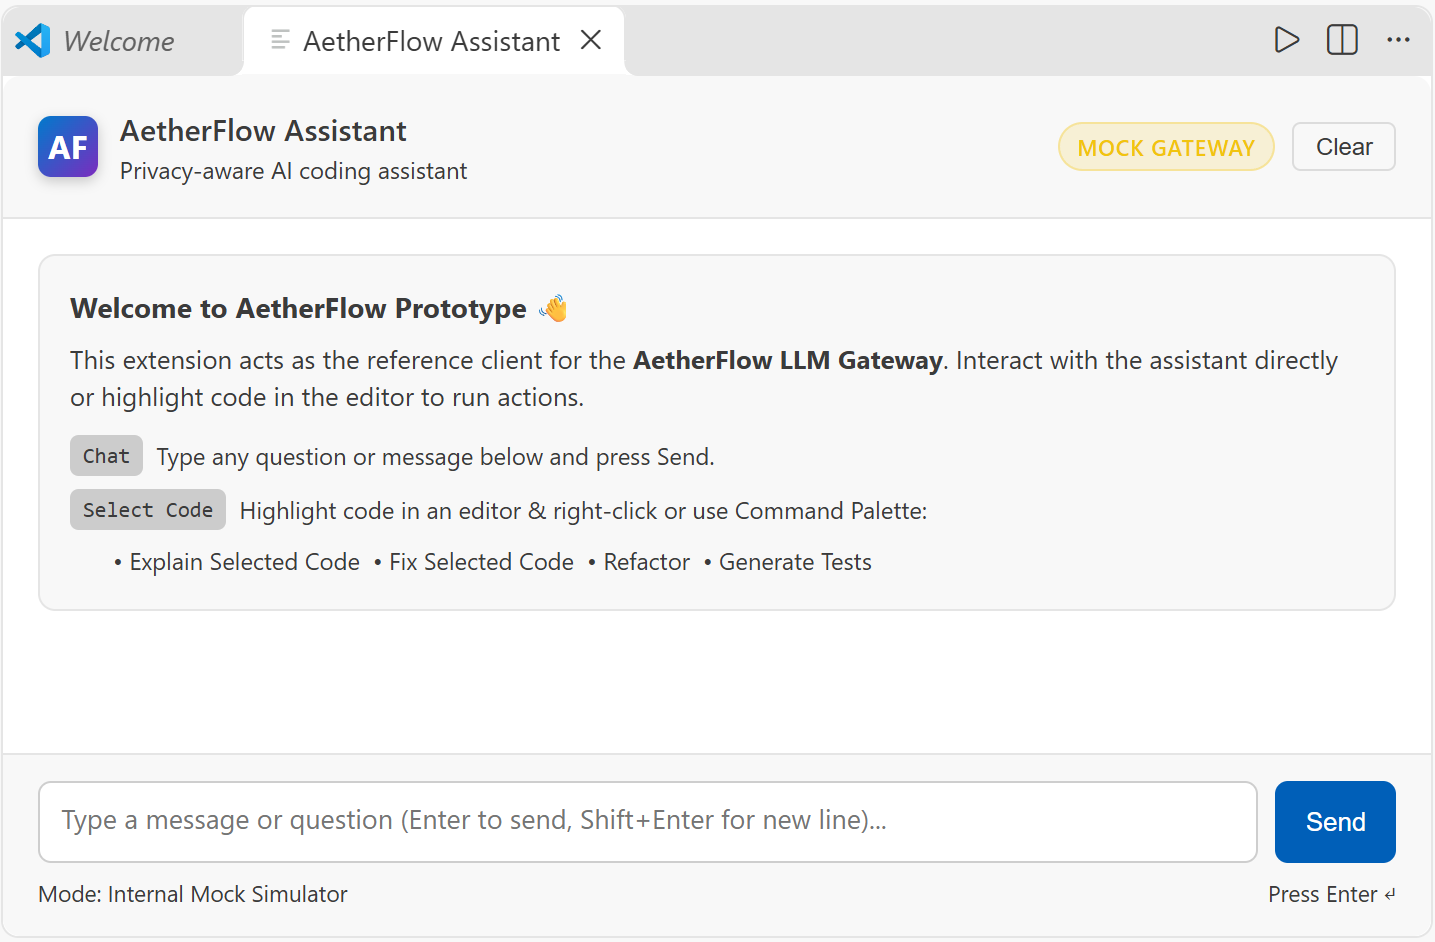 Welcome
AetherFlow Assistant
AF
AetherFlow Assistant
Privacy-aware AI coding assistant
MOCK GATEWAY
Clear
Welcome to AetherFlow Prototype 👋
This extension acts as the reference client for the AetherFlow LLM Gateway. Interact with the assistant directly
or highlight code in the editor to run actions.
Chat Type any question or message below and press Send.
Select Code Highlight code in an editor & right-click or use Command Palette:
• Explain Selected Code • Fix Selected Code • Refactor • Generate Tests
Type a message or question (Enter to send, Shift+Enter for new line)...
Send
Mode: Internal Mock Simulator
Press Enter ↵